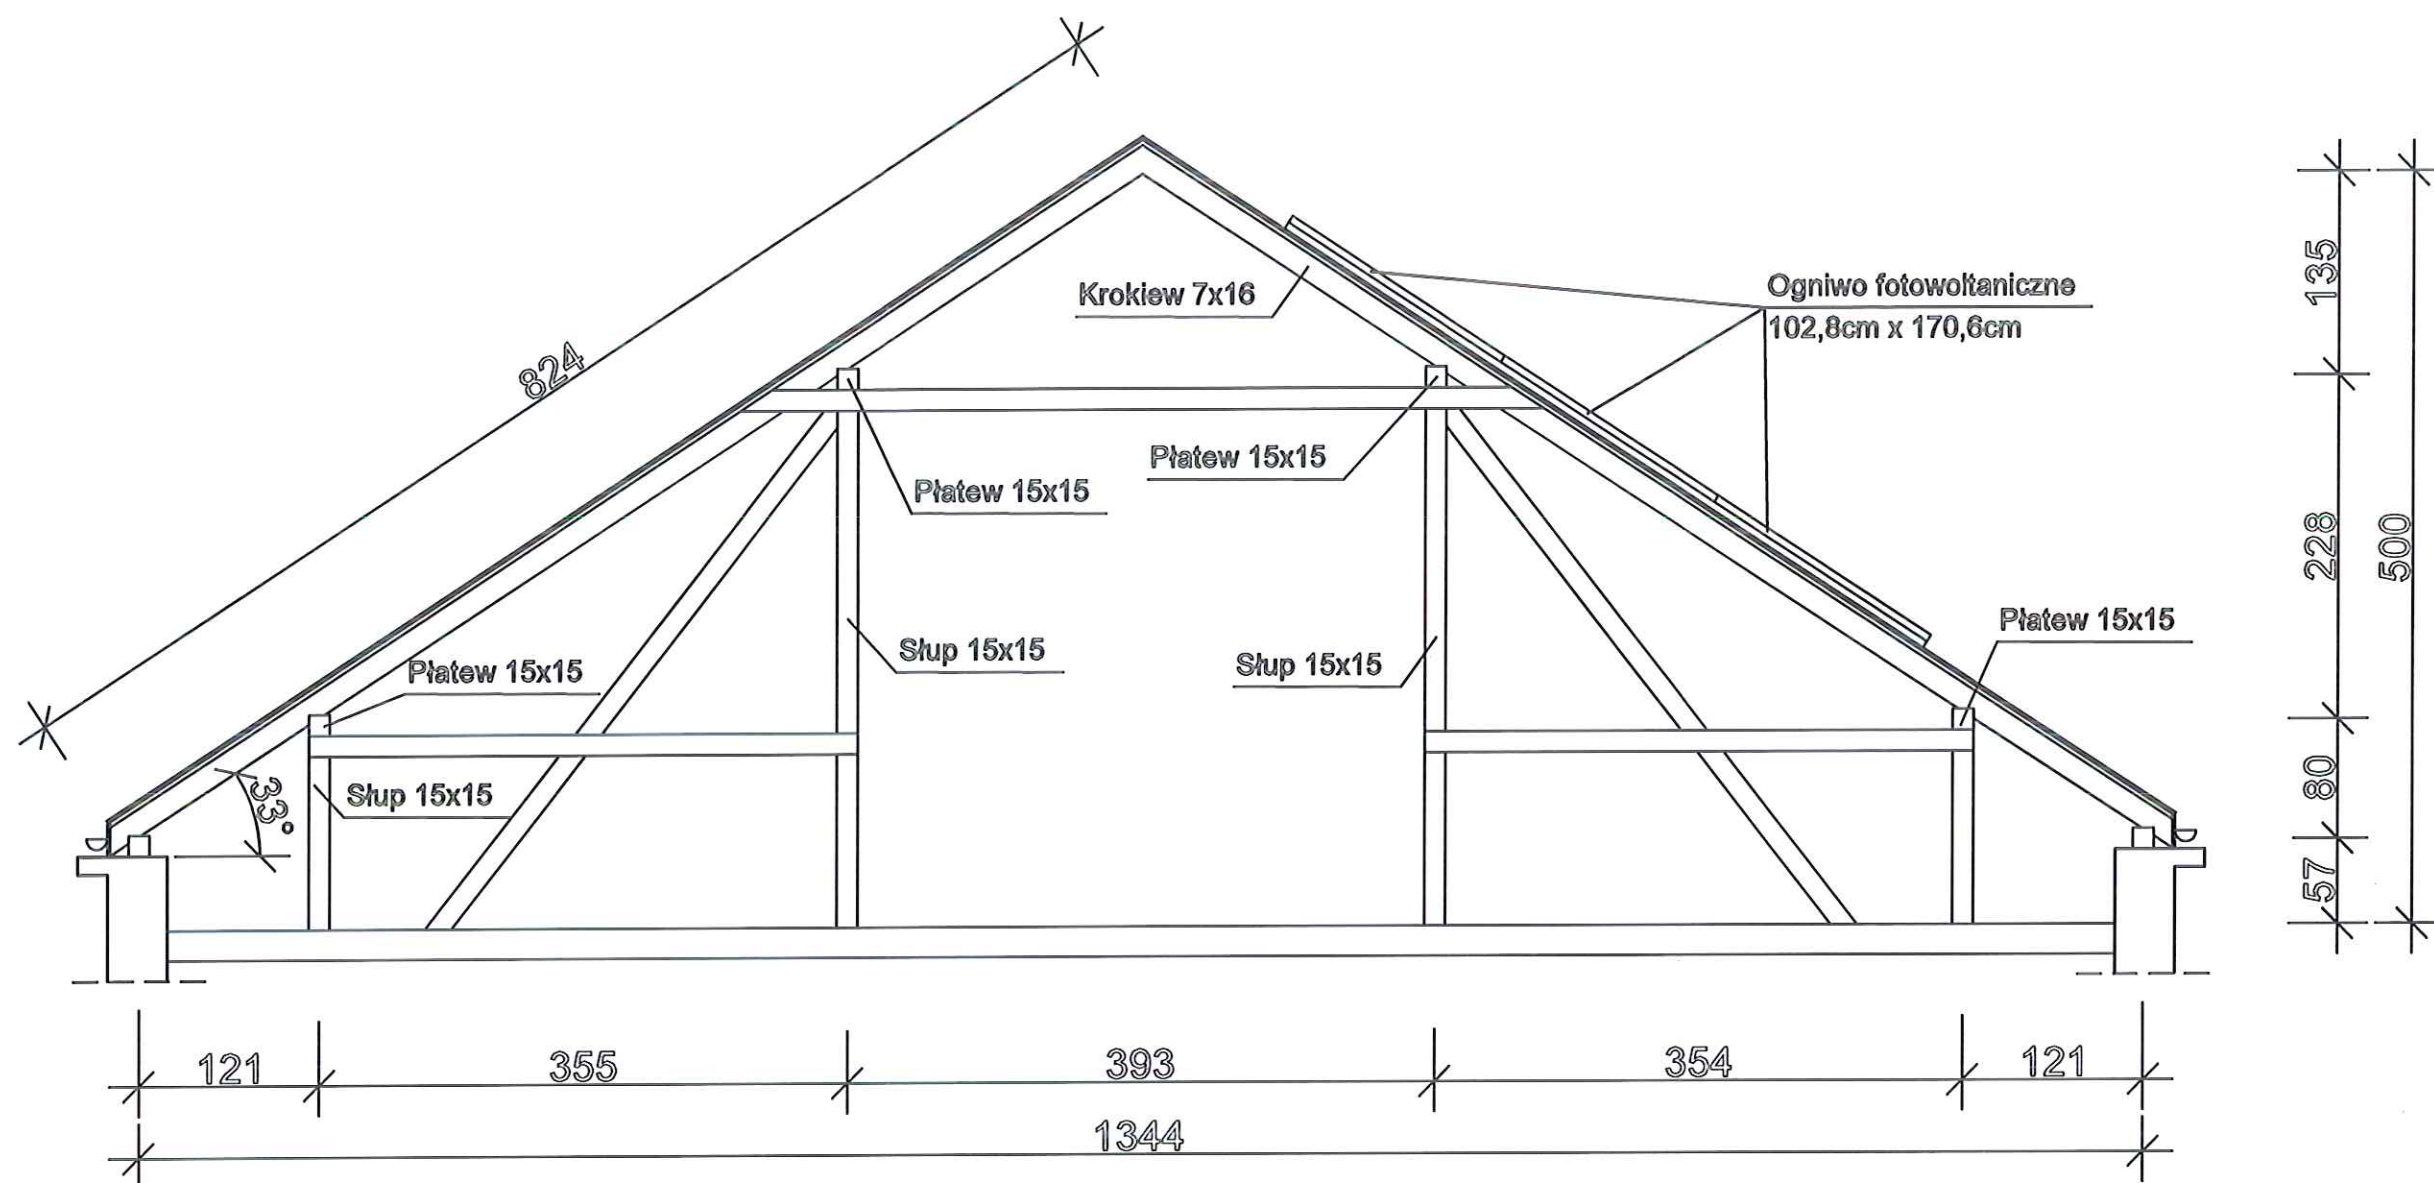 824
Krokiew 7x16
Ogniwo fotowoltaniczne
102,8cm x 170,6cm
135
Płatew 15x15
Płatew 15x15
228
500
Słup 15x15
Słup 15x15
Płatew 15x15
Płatew 15x15
Słup 15x15
33°
80
57
121
355
393
354
121
1344